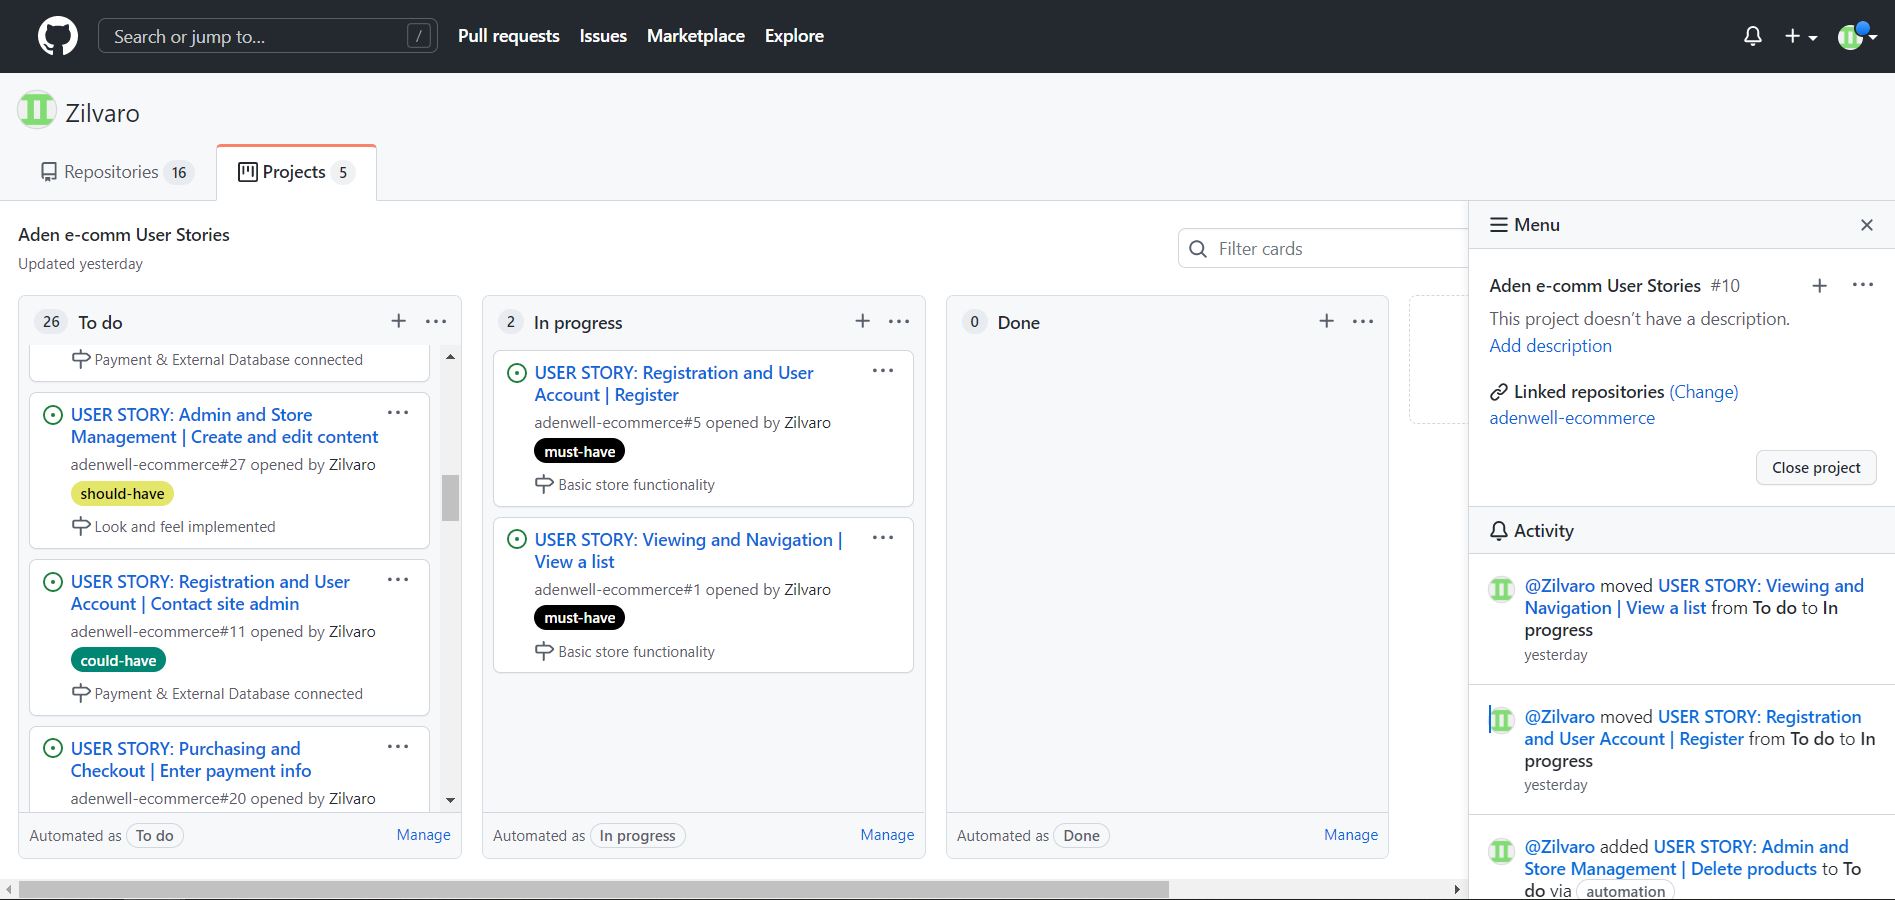 Search or jump to...
/
Pull requests
Issues
Marketplace
Explore
Zilvaro
Repositories 16
Projects 5
Aden e-comm User Stories
Updated yesterday
Filter cards
26 To do
Payment & External Database connected
USER STORY: Admin and Store
Management | Create and edit content
adenwell-ecommerce#27 opened by Zilvaro
should-have
Look and feel implemented
USER STORY: Registration and User
Account | Contact site admin
adenwell-ecommerce#11 opened by Zilvaro
could-have
Payment & External Database connected
USER STORY: Purchasing and
Checkout | Enter payment info
adenwell-ecommerce#20 opened by Zilvaro
Automated as To do
Manage
2 In progress
USER STORY: Registration and User
Account | Register
adenwell-ecommerce#5 opened by Zilvaro
must-have
Basic store functionality
USER STORY: Viewing and Navigation |
View a list
adenwell-ecommerce#1 opened by Zilvaro
must-have
Basic store functionality
Automated as In progress
Manage
0 Done
Automated as Done
Manage
Menu
Aden e-comm User Stories #10
This project doesn’t have a description.
Add description
Linked repositories (Change)
adenwell-ecommerce
Close project
Activity
@Zilvaro moved USER STORY: Viewing and
Navigation | View a list from To do to In
progress
yesterday
@Zilvaro moved USER STORY: Registration
and User Account | Register from To do to In
progress
yesterday
@Zilvaro added USER STORY: Admin and
Store Management | Delete products to To
do via automation